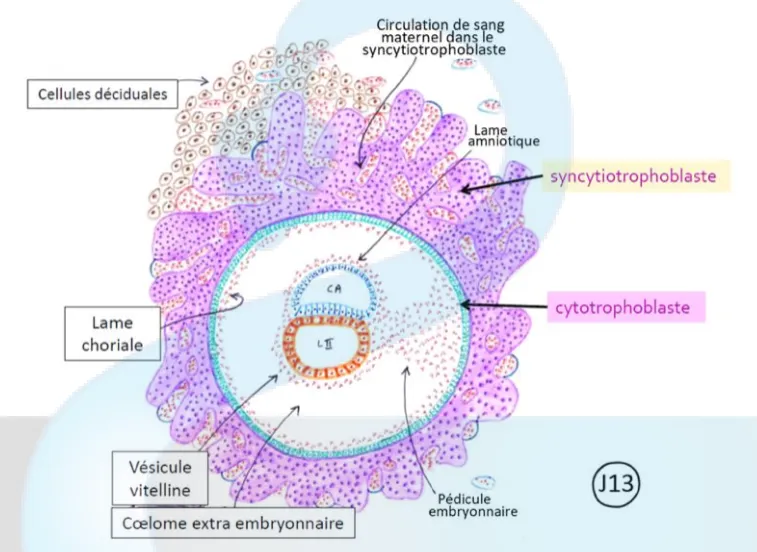 Circulation de sang
maternel dans le
syncytiotrophoblaste
Cellules déciduales
Lame
amniotique
syncytiotrophoblaste
CA
cytotrophoblaste
Lame
choriale
LII
Vésicule
vitelline
Pédicule
embryonnaire
J13
Cœlome extra embryonnaire